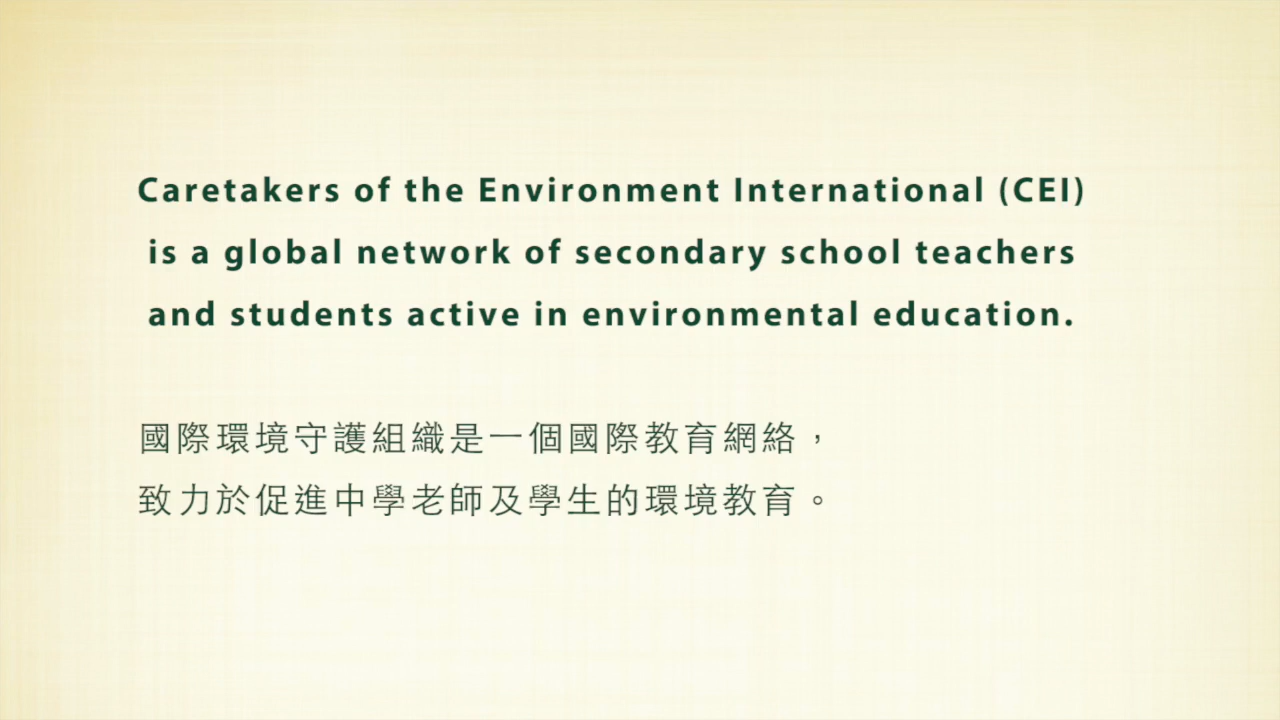 Caretakers of the Environment International (CEI)
is a global network of secondary school teachers
and students active in environmental education.
國際環境守護組織是一個國際教育網絡，
致力於促進中學老師及學生的環境教育。